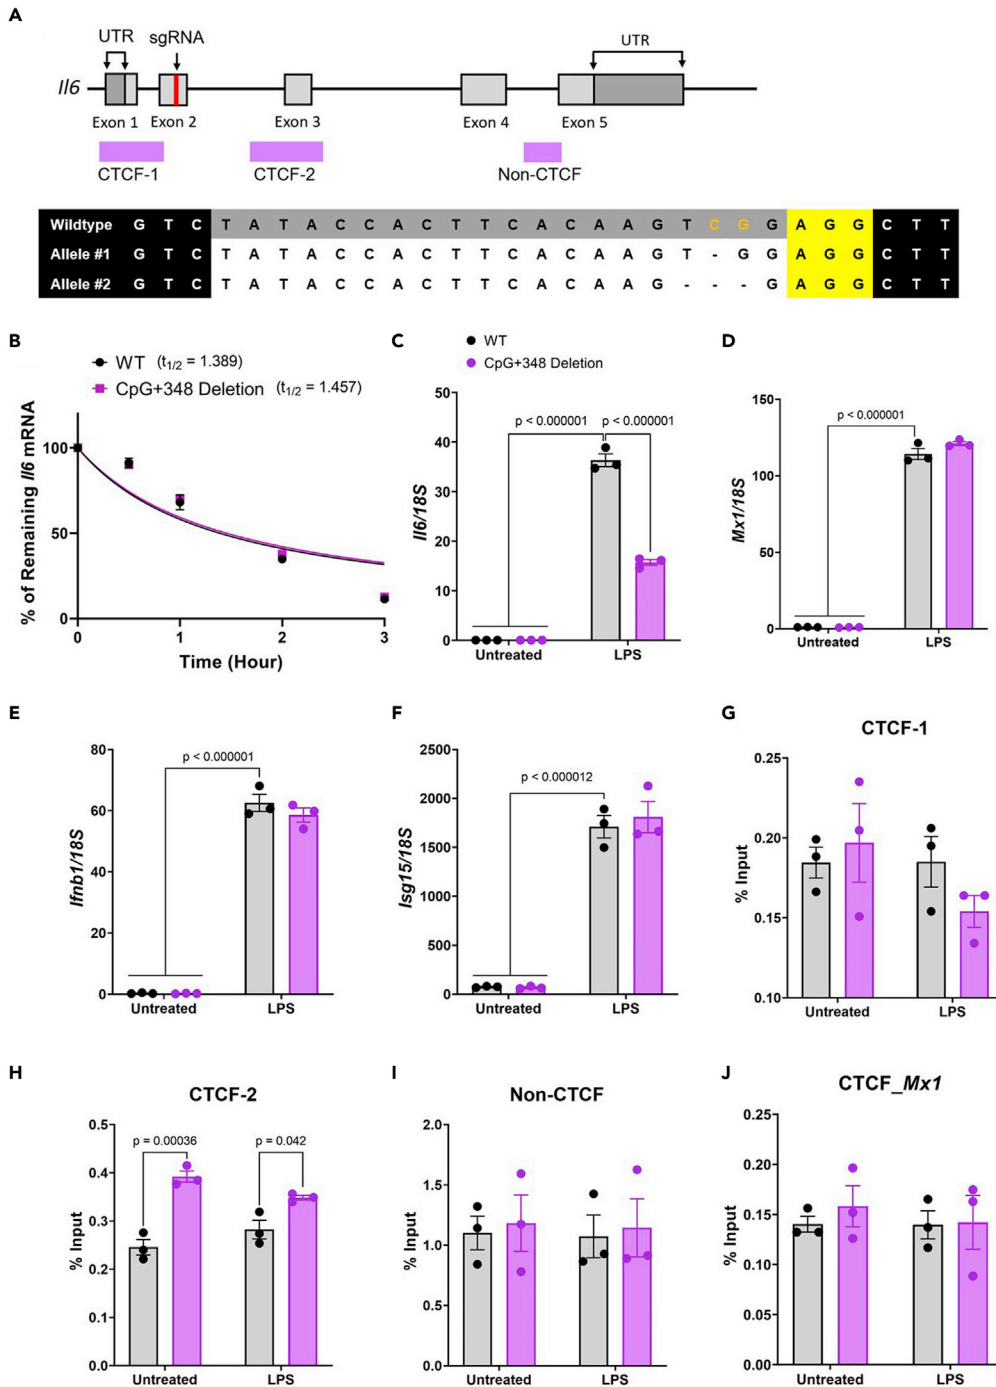 A
UTR sgRNA UTR
Il6
Exon 1 Exon 2 Exon 3 Exon 4 Exon 5
CTCF-1 CTCF-2 Non-CTCF
Wildtype G T C T A T A C C A C T T C A C A A G T C G G A G G C T T
Allele #1 G T C T A T A C C A C T T C A C A A G T - G G A G G C T T
Allele #2 G T C T A T A C C A C T T C A C A A G - - - G A G G C T T
B
WT (t1/2 = 1.389)
CpG+348 Deletion (t1/2 = 1.457)
% of Remaining Il6 mRNA
100
50
0
0 1 2 3
Time (Hour)
C
WT
CpG+348 Deletion
Il6/18S
50
40
30
20
10
0
p < 0.000001 p < 0.000001
Untreated LPS
D
Mx1/18S
150
100
50
0
p < 0.000001
Untreated LPS
E
Ifnb1/18S
80
60
40
20
0
p < 0.000001
Untreated LPS
F
Isg15/18S
2500
2000
1500
1000
500
0
p < 0.000012
Untreated LPS
G
CTCF-1
% Input
0.25
0.20
0.15
0.10
Untreated LPS
H
CTCF-2
% Input
0.5
0.4
0.3
0.2
0.1
0.0
p = 0.00036 p = 0.042
Untreated LPS
I
Non-CTCF
% Input
2.0
1.5
1.0
0.5
0.0
Untreated LPS
J
CTCF_Mx1
% Input
0.25
0.20
0.15
0.10
0.05
0.00
Untreated LPS